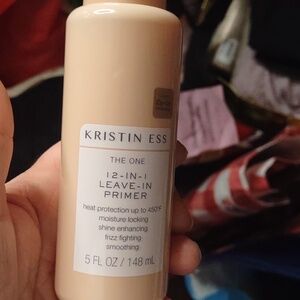 KRISTIN ESS
THE ONE
12-IN-1
LEAVE-IN
PRIMER
heat protection up to 450°F
moisture locking
shine enhancing
frizz fighting
smoothing
5 FL OZ / 148 mL